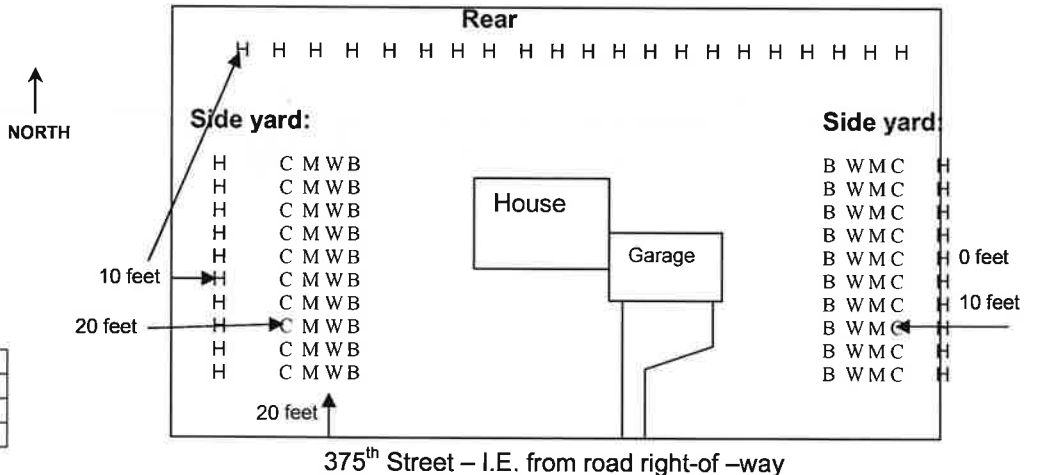 Rear
H H H H H H H H H H H H H H H H H H H H
NORTH
Side yard: Side yard:
H C M W B B W M C H
H C M W B B W M C H
H C M W B House B W M C H
H C M W B B W M C H
H C M W B Garage B W M C H 0 feet
10 feet H C M W B B W M C H
H C M W B B W M C H 10 feet
20 feet H C M W B B W M C H
H C M W B B W M C H
H C M W B B W M C H
20 feet
375th Street – I.E. from road right-of –way